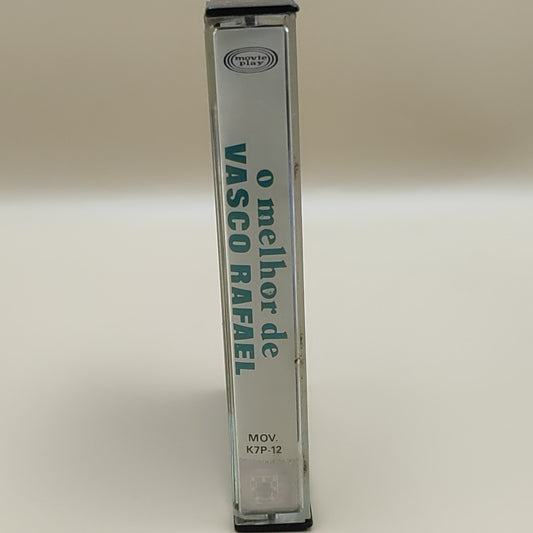 movie
play
o melhor de
VASCO RAFAEL
MOV.
K7P-12